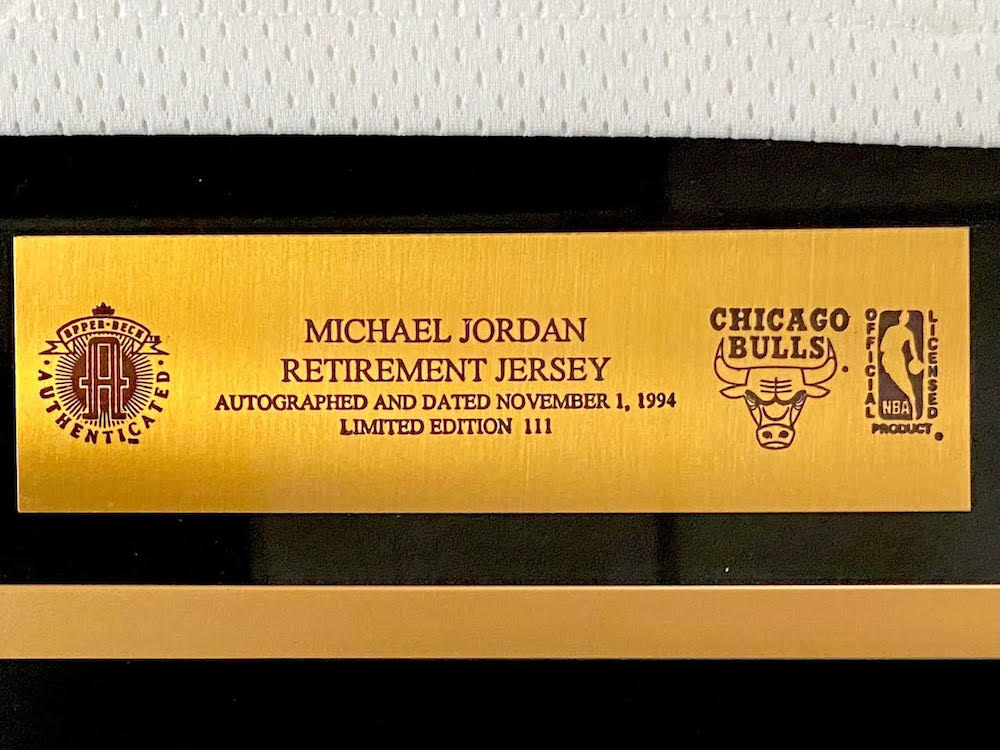 UPPER-DECK
AUTHENTICATED
MICHAEL JORDAN
RETIREMENT JERSEY
AUTOGRAPHED AND DATED NOVEMBER 1, 1994
LIMITED EDITION 111
CHICAGO
BULLS
OFFICIAL
LICENSED
NBA
PRODUCT